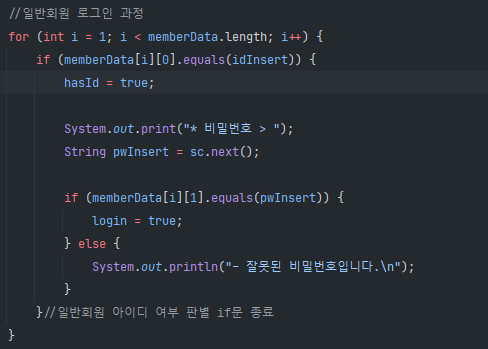 //일반회원 로그인 과정
for (int i = 1; i < memberData.length; i++) {
    if (memberData[i][0].equals(idInsert)) {
        hasId = true;

        System.out.print("* 비밀번호 > ");
        String pwInsert = sc.next();

        if (memberData[i][1].equals(pwInsert)) {
            login = true;
        } else {
            System.out.println("- 잘못된 비밀번호입니다.\n");
        }
    }//일반회원 아이디 여부 판별 if문 종료
}